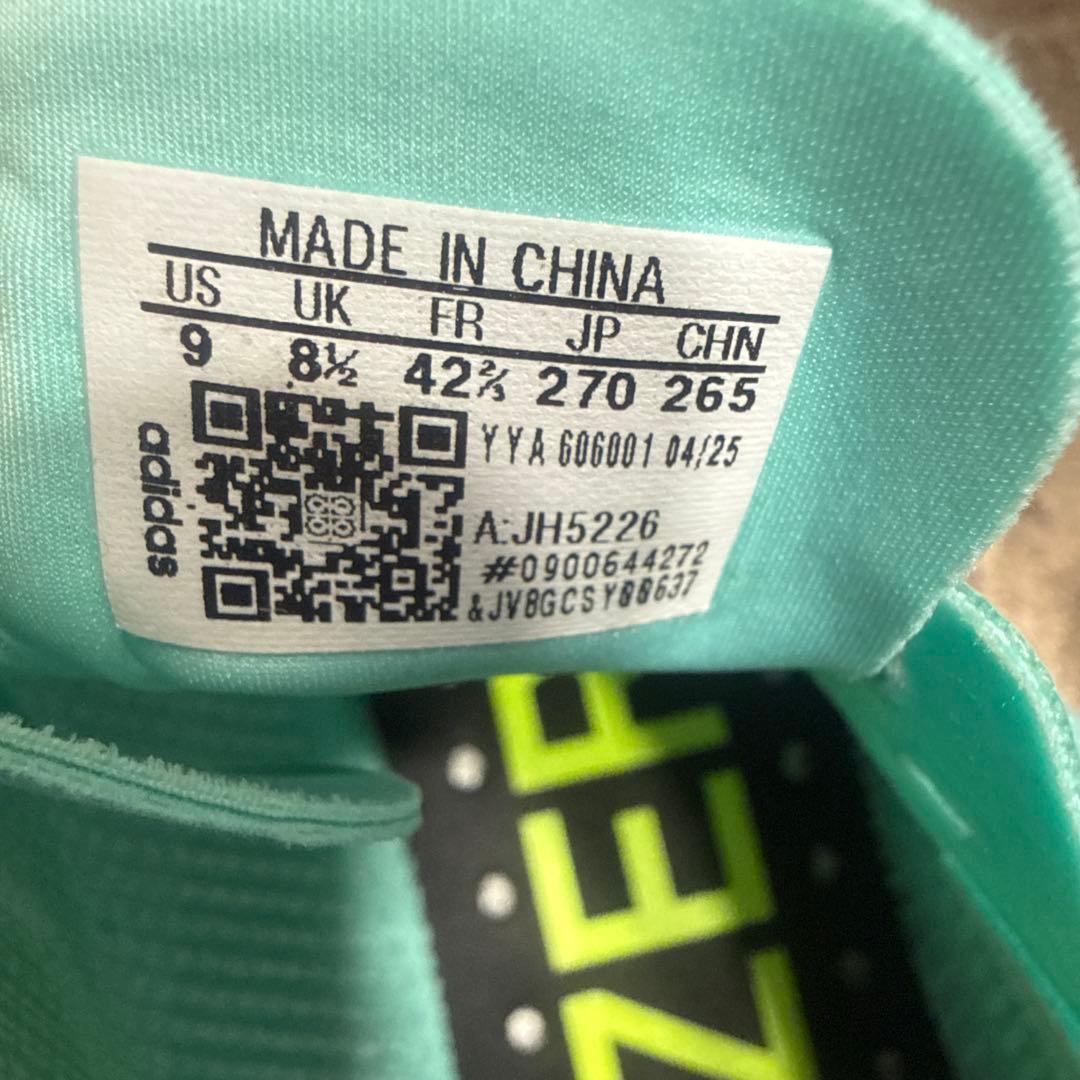 MADE IN CHINA
US UK FR JP CHN
9 8½ 42⅔ 270 265
adidas
YYA 606001 04/25
A:JH5226
#0900644272
&JV8GCSY88637
ZER